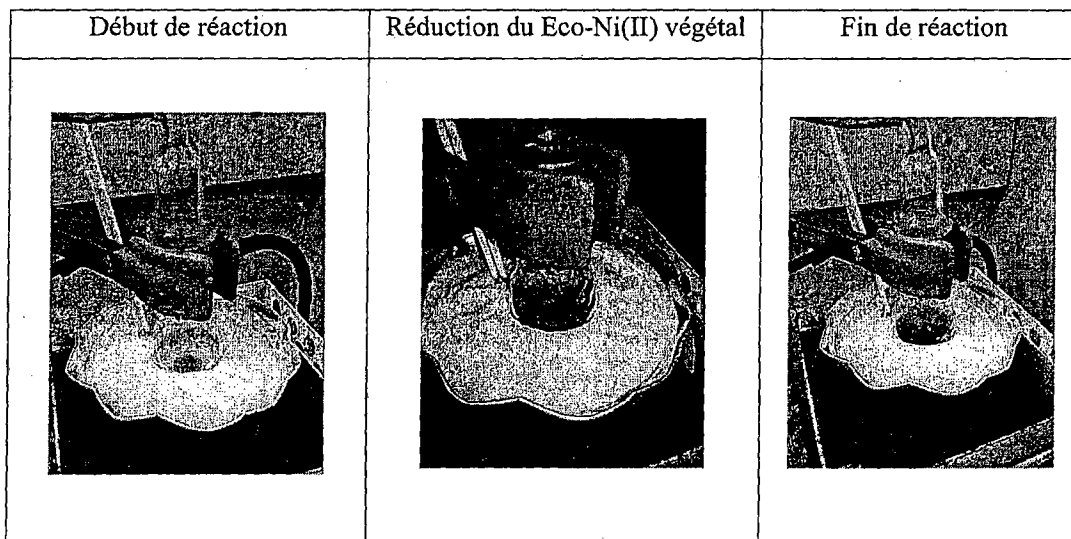 Début de réaction
Réduction du Eco-Ni(II) végétal
Fin de réaction